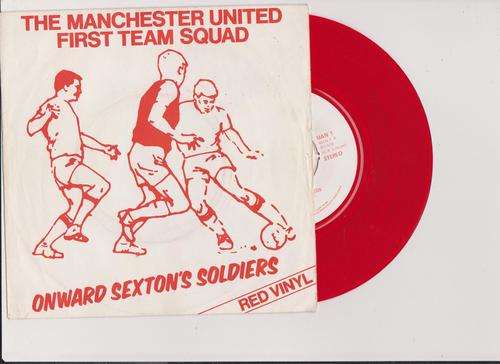 THE MANCHESTER UNITED
FIRST TEAM SQUAD
ONWARD SEXTON'S SOLDIERS
RED VINYL
STEREO